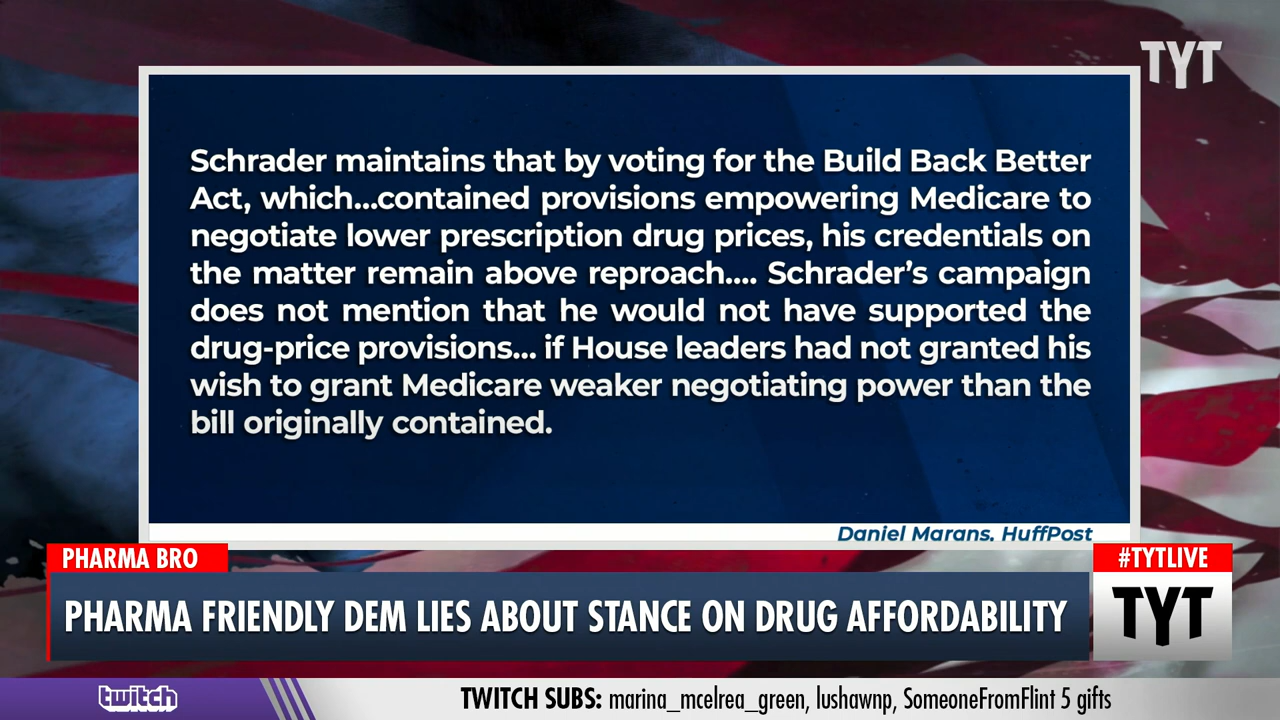 TYT
Schrader maintains that by voting for the Build Back Better
Act, which...contained provisions empowering Medicare to
negotiate lower prescription drug prices, his credentials on
the matter remain above reproach.... Schrader’s campaign
does not mention that he would not have supported the
drug-price provisions... if House leaders had not granted his
wish to grant Medicare weaker negotiating power than the
bill originally contained.
Daniel Marans, HuffPost
PHARMA BRO
#TYTLIVE
PHARMA FRIENDLY DEM LIES ABOUT STANCE ON DRUG AFFORDABILITY
TYT
twitch
TWITCH SUBS: marina_mcelrea_green, lushawnp, SomeoneFromFlint 5 gifts